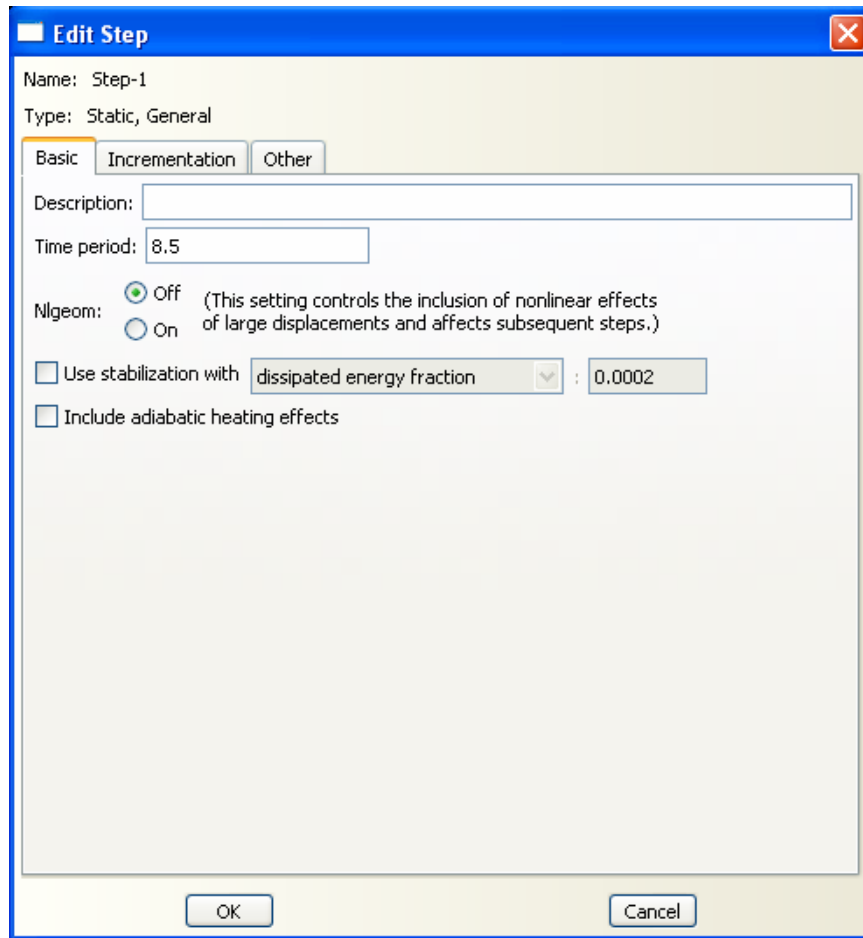 Edit Step
Name: Step-1
Type: Static, General
Basic Incrementation Other
Description:
Time period: 8.5
Nlgeom: Off (This setting controls the inclusion of nonlinear effects
On of large displacements and affects subsequent steps.)
Use stabilization with dissipated energy fraction : 0.0002
Include adiabatic heating effects
OK Cancel